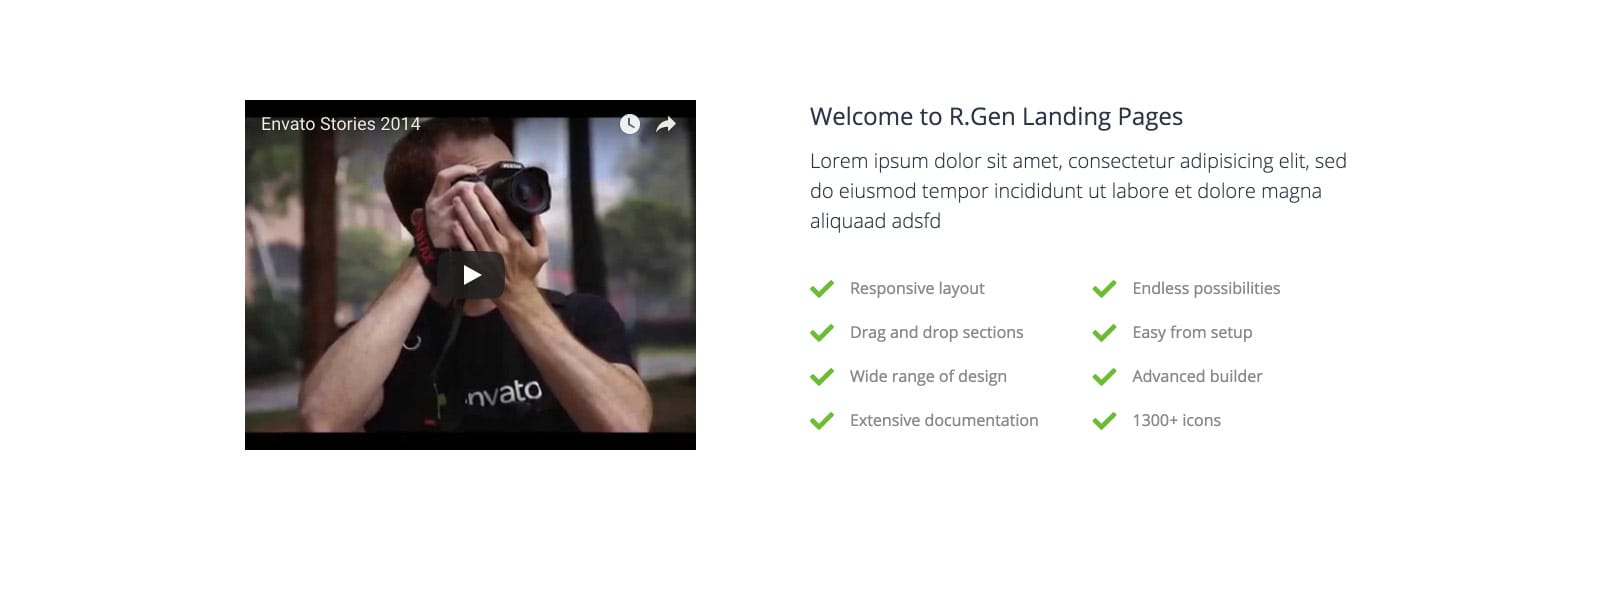 Envato Stories 2014
PENTAX
PENTAX
nvato
Welcome to R.Gen Landing Pages
Lorem ipsum dolor sit amet, consectetur adipisicing elit, sed
do eiusmod tempor incididunt ut labore et dolore magna
aliquaad adsfd
Responsive layout
Endless possibilities
Drag and drop sections
Easy from setup
Wide range of design
Advanced builder
Extensive documentation
1300+ icons